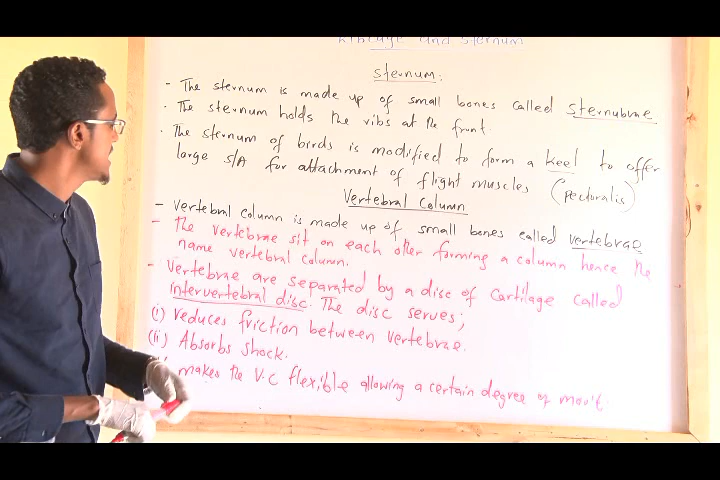 Ribcage and Sternum
Sternum:
- The sternum is made up of small bones called sternubrae
. The sternum holds the ribs at the front.
. The sternum of birds is modified to form a keel to offer
large S/A for attachment of flight muscles (pectoralis)
Vertebral Column
- Vertebral column is made up of small bones called vertebrae
- The vertebrae sit on each other forming a column hence the
name vertebral column.
- Vertebrae are separated by a disc of cartilage called
intervertebral disc. The disc serves;
(i) reduces friction between vertebrae.
(ii) Absorbs shock.
makes the V.C flexible allowing a certain degree of mov't